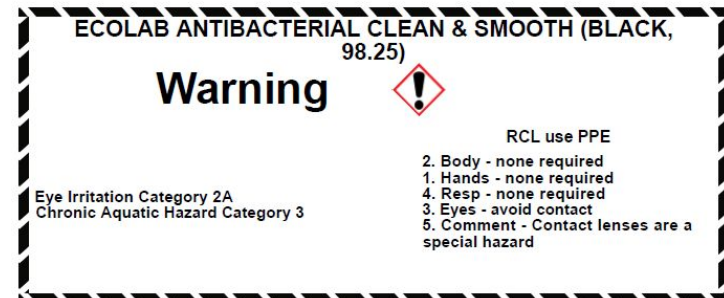 ECOLAB ANTIBACTERIAL CLEAN & SMOOTH (BLACK,
98.25)
Warning
Eye Irritation Category 2A
Chronic Aquatic Hazard Category 3
RCL use PPE
2. Body - none required
1. Hands - none required
4. Resp - none required
3. Eyes - avoid contact
5. Comment - Contact lenses are a
special hazard